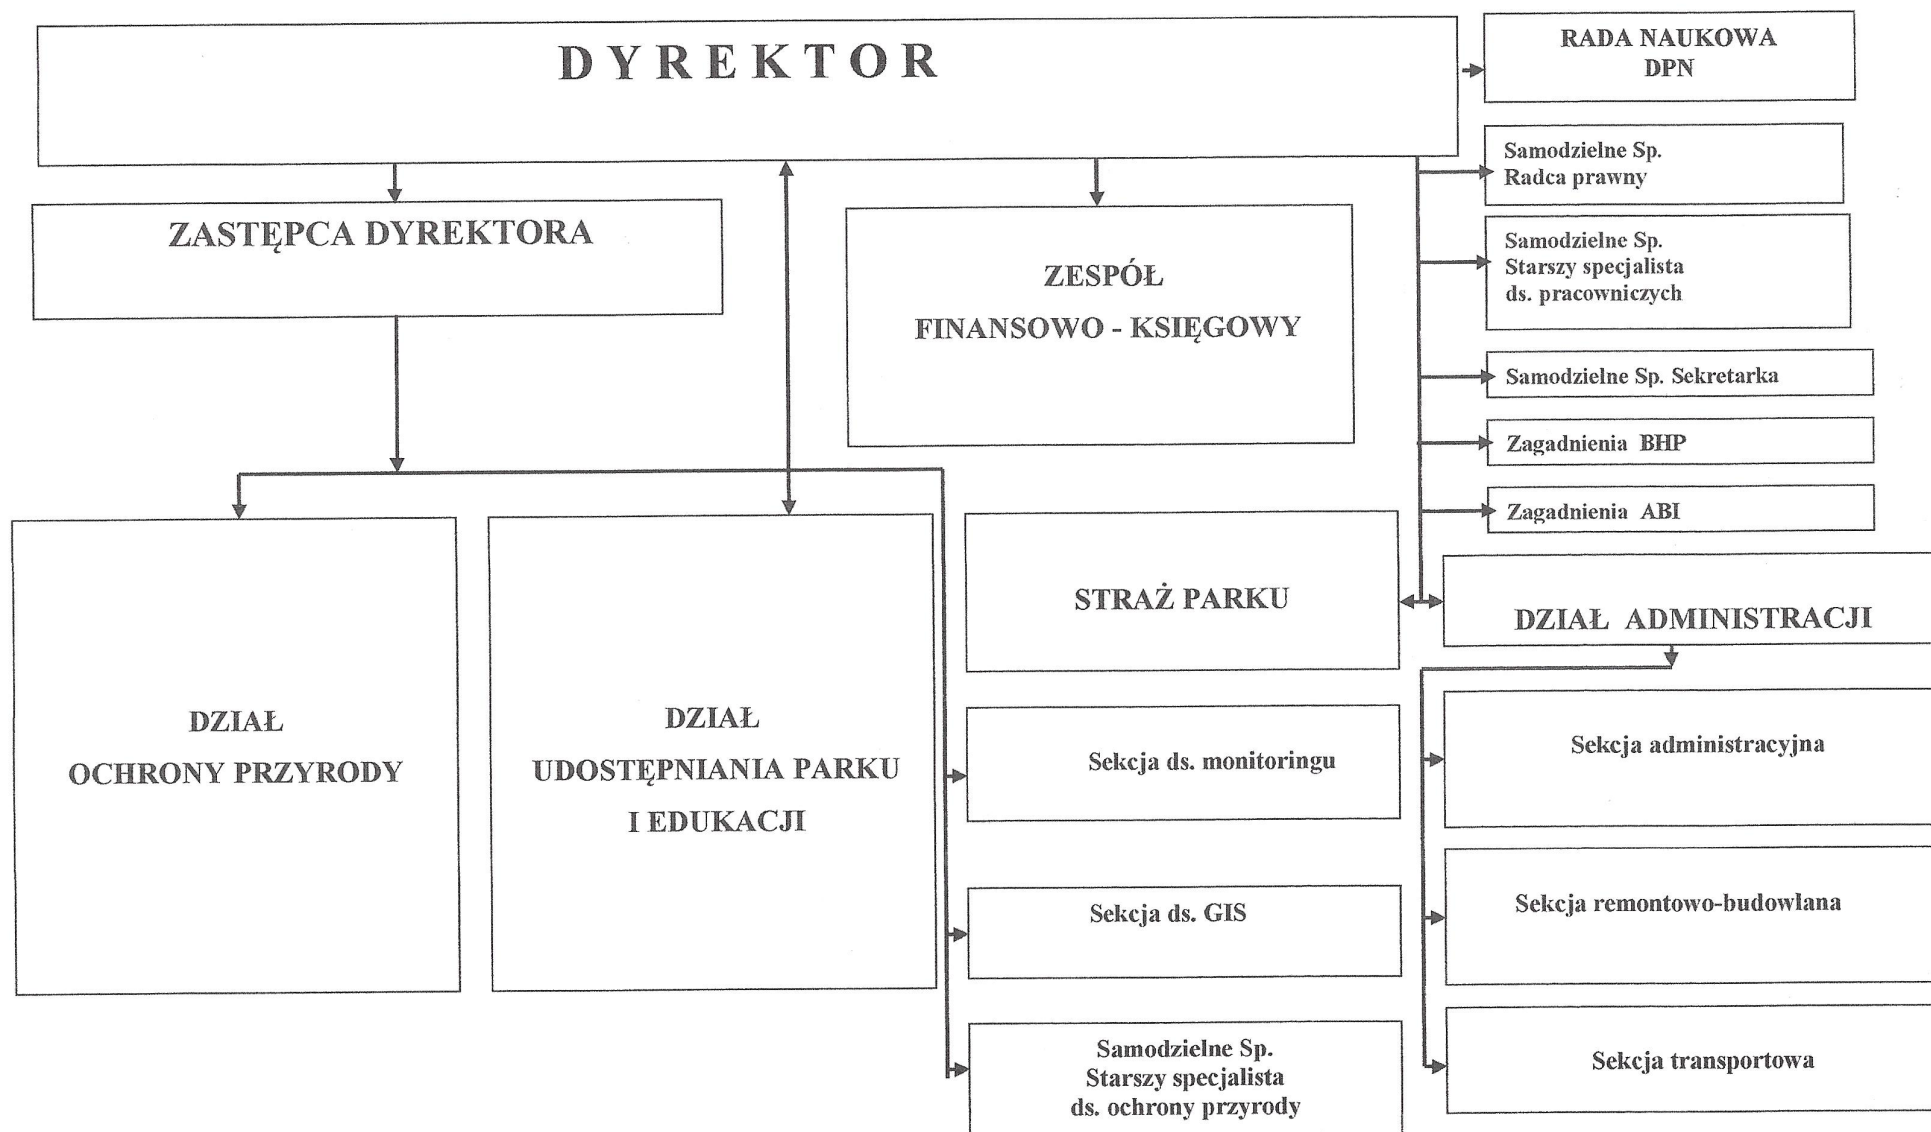 D Y R E K T O R
RADA NAUKOWA
DPN
Samodzielne Sp.
Radca prawny
ZASTĘPCA DYREKTORA
ZESPÓŁ
FINANSOWO - KSIĘGOWY
Samodzielne Sp.
Starszy specjalista
ds. pracowniczych
Samodzielne Sp. Sekretarka
Zagadnienia BHP
Zagadnienia ABI
STRAŻ PARKU
DZIAŁ ADMINISTRACJI
DZIAŁ
OCHRONY PRZYRODY
DZIAŁ
UDOSTĘPNIANIA PARKU
I EDUKACJI
Sekcja ds. monitoringu
Sekcja administracyjna
Sekcja ds. GIS
Sekcja remontowo-budowlana
Samodzielne Sp.
Starszy specjalista
ds. ochrony przyrody
Sekcja transportowa